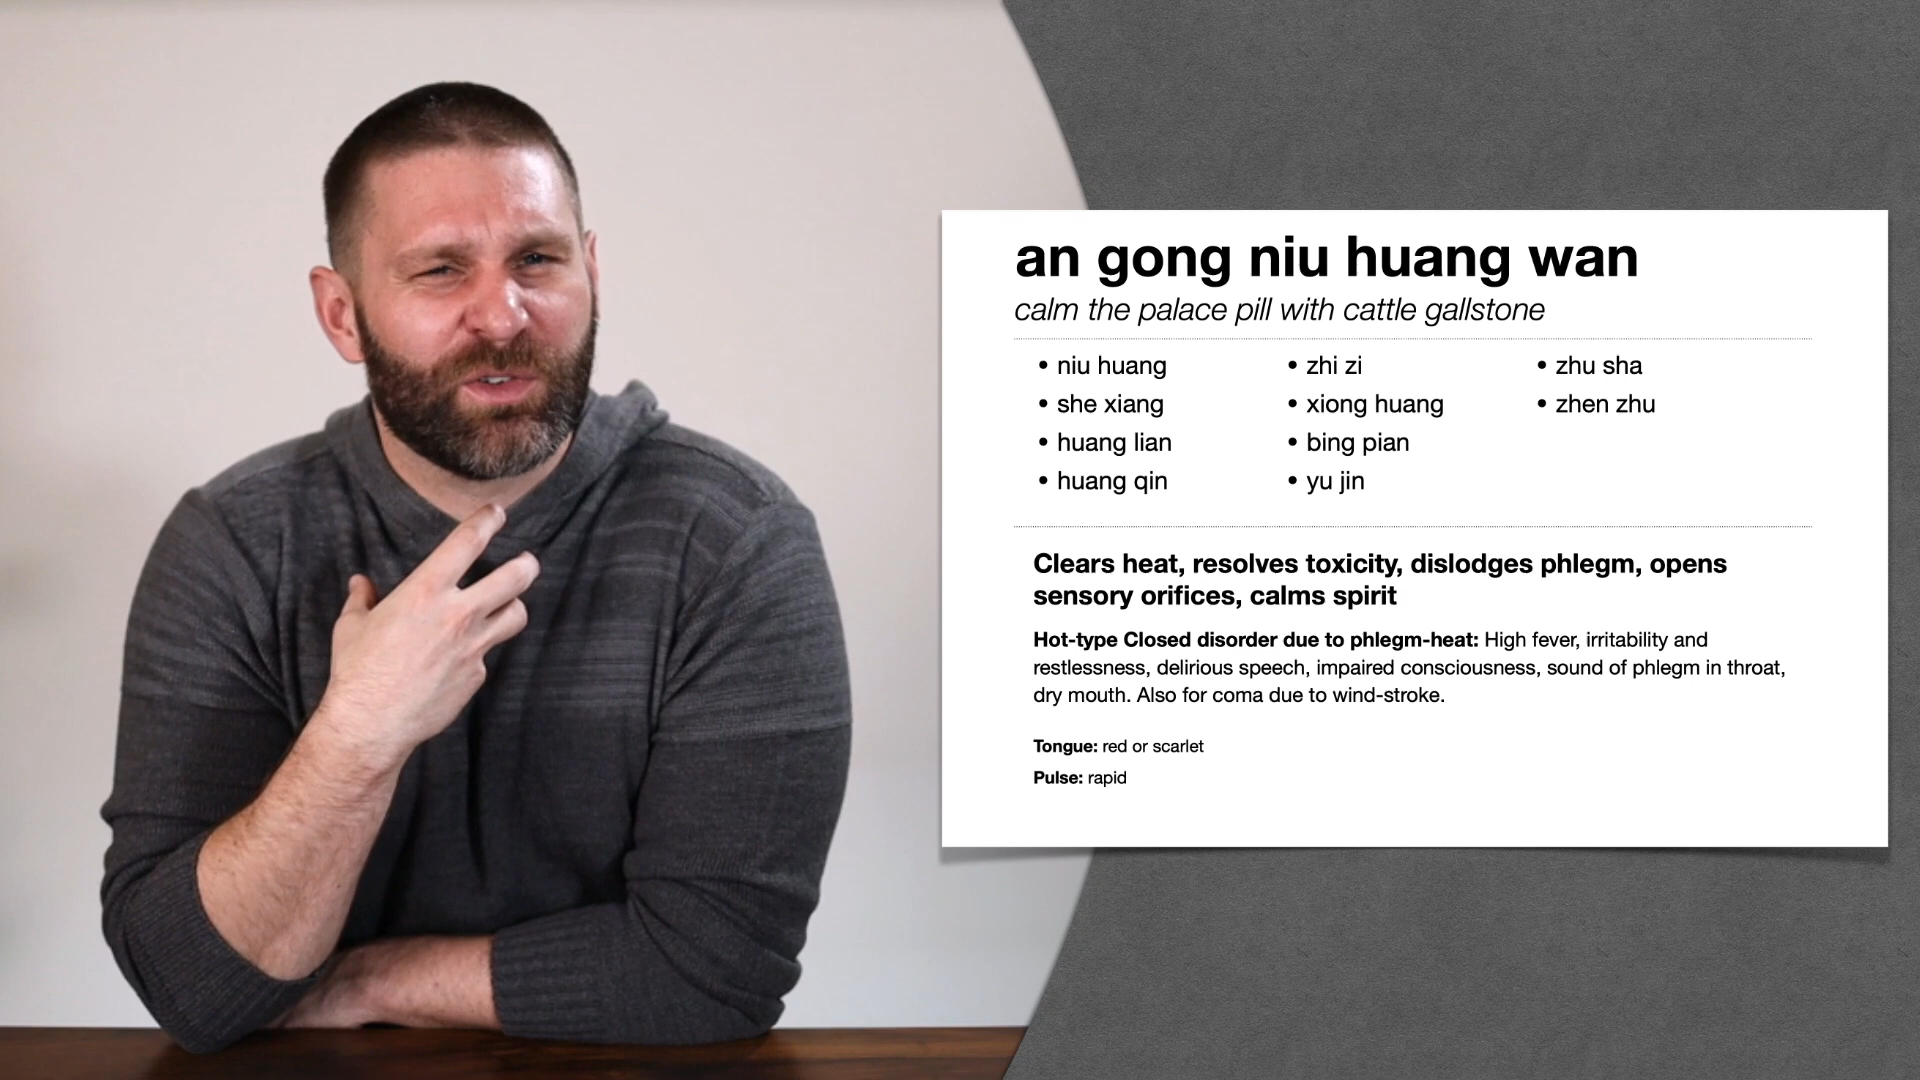 an gong niu huang wan
calm the palace pill with cattle gallstone
• niu huang
• she xiang
• huang lian
• huang qin
• zhi zi
• xiong huang
• bing pian
• yu jin
• zhu sha
• zhen zhu
Clears heat, resolves toxicity, dislodges phlegm, opens
sensory orifices, calms spirit
Hot-type Closed disorder due to phlegm-heat: High fever, irritability and
restlessness, delirious speech, impaired consciousness, sound of phlegm in throat,
dry mouth. Also for coma due to wind-stroke.
Tongue: red or scarlet
Pulse: rapid